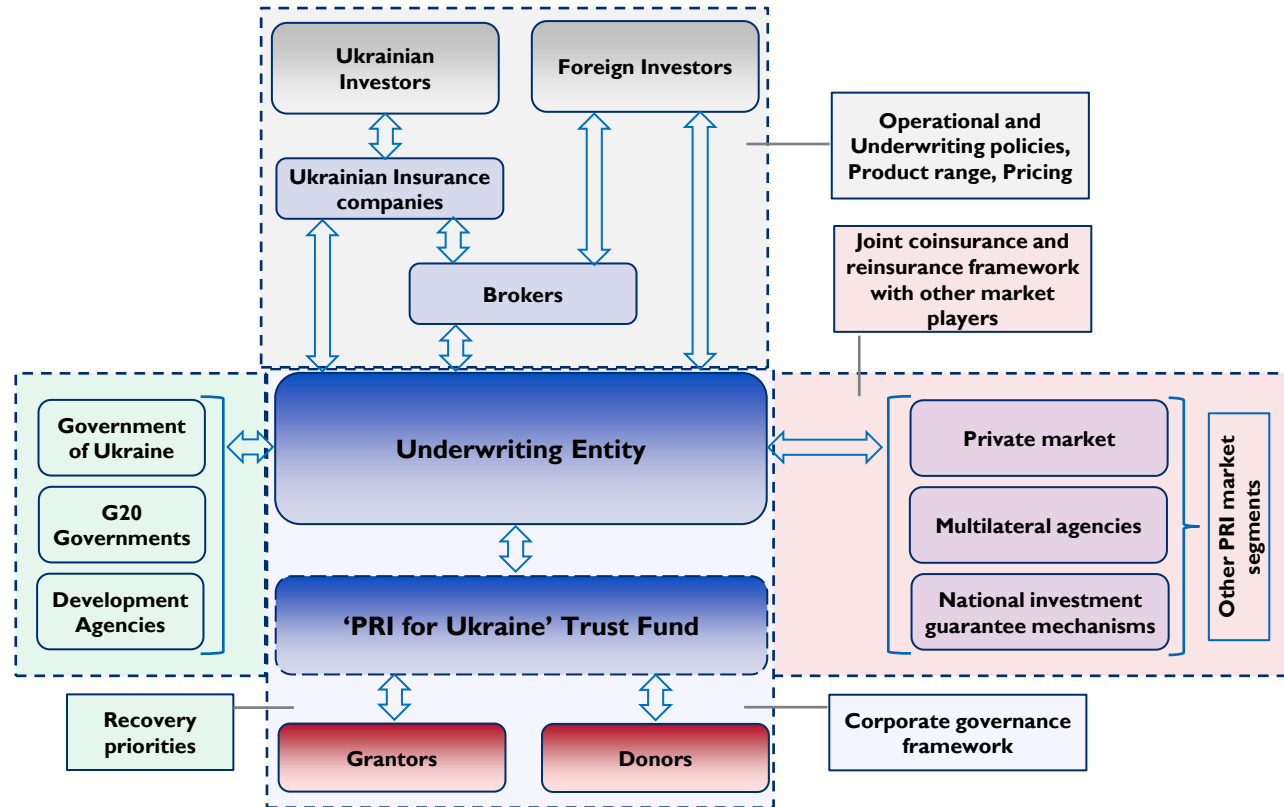 Ukrainian
Investors
Foreign Investors
Operational and
Underwriting policies,
Product range, Pricing
Ukrainian Insurance
companies
Joint coinsurance and
reinsurance framework
with other market
players
Brokers
Government
of Ukraine
G20
Governments
Development
Agencies
Underwriting Entity
Private market
Multilateral agencies
National investment
guarantee mechanisms
Other PRI market
segments
‘PRI for Ukraine’ Trust Fund
Recovery
priorities
Grantors
Donors
Corporate governance
framework